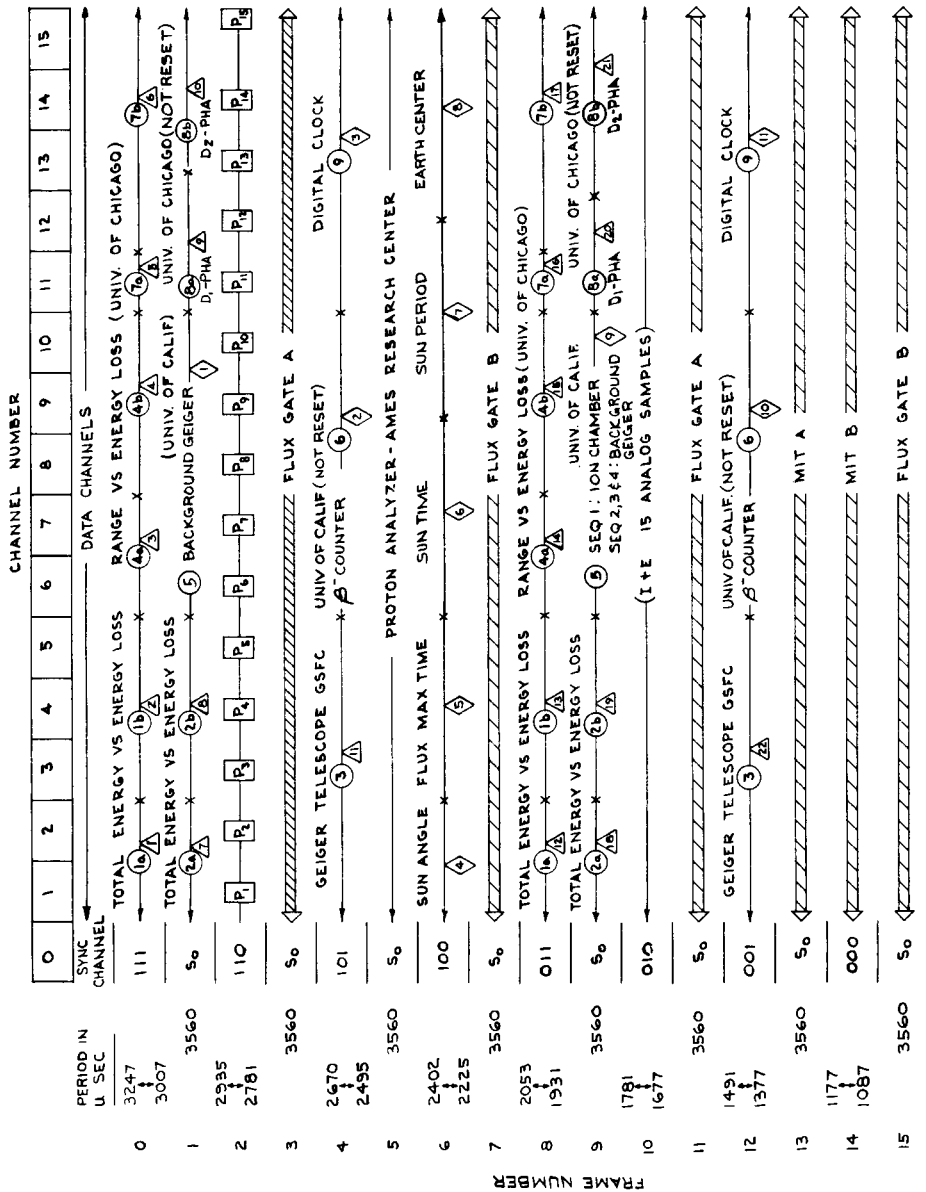 CHANNEL NUMBER
0 1 2 3 4 5 6 7 8 9 10 11 12 13 14 15
PERIOD IN U SEC
SYNC CHANNEL
DATA CHANNELS
FRAME NUMBER
TOTAL ENERGY VS ENERGY LOSS RANGE VS ENERGY LOSS (UNIV. OF CHICAGO)
0 3247 ↔ 3007 111 1a 1 x 1b 2 x 4a 3 x 4b 4 x 7a 5 x 7b 6
TOTAL ENERGY VS ENERGY LOSS (UNIV. OF CALIF) UNIV. OF CHICAGO (NOT RESET)
1 3560 S₀ 2a 7 x 2b 8 x 5 BACKGROUND GEIGER 1 x 8a 9 x 8b 10
D₁-PHA D₂-PHA
2 2935 ↔ 2781 110 P₁ P₂ P₃ P₄ P₅ P₆ P₇ P₈ P₉ P₁₀ P₁₁ P₁₂ P₁₃ P₁₄ P₁₅
3 3560 S₀ FLUX GATE A
GEIGER TELESCOPE GSFC UNIV OF CALIF (NOT RESET) DIGITAL CLOCK
4 2670 ↔ 2495 101 3 11 x β⁻ COUNTER 6 2 x 9 3
5 3560 S₀ PROTON ANALYZER-AMES RESEARCH CENTER
SUN ANGLE FLUX MAX TIME SUN TIME SUN PERIOD EARTH CENTER
6 2402 ↔ 2225 100 4 x 5 x 6 x 7 x 8
7 3560 S₀ FLUX GATE B
TOTAL ENERGY VS ENERGY LOSS RANGE VS ENERGY LOSS (UNIV. OF CHICAGO)
8 2053 ↔ 1931 011 1a 12 x 1b 13 x 4a 14 x 4b 15 x 7a 16 x 7b 17
TOTAL ENERGY VS ENERGY LOSS UNIV. OF CALIF. UNIV. OF CHICAGO (NOT RESET)
9 3560 S₀ 2a 18 x 2b 19 x 5 SEQ 1: ION CHAMBER 9 x 8a 20 x 8b 21
SEQ 2,3 & 4: BACKGROUND GEIGER
D₁-PHA D₂-PHA
10 1781 ↔ 1677 010 (I+E 15 ANALOG SAMPLES)
11 3560 S₀ FLUX GATE A
GEIGER TELESCOPE GSFC UNIV OF CALIF. (NOT RESET) DIGITAL CLOCK
12 1491 ↔ 1377 001 3 22 x β⁻ COUNTER 6 10 x 9 11
13 3560 S₀ MIT A
14 1177 ↔ 1087 000 MIT B
15 3560 S₀ FLUX GATE B